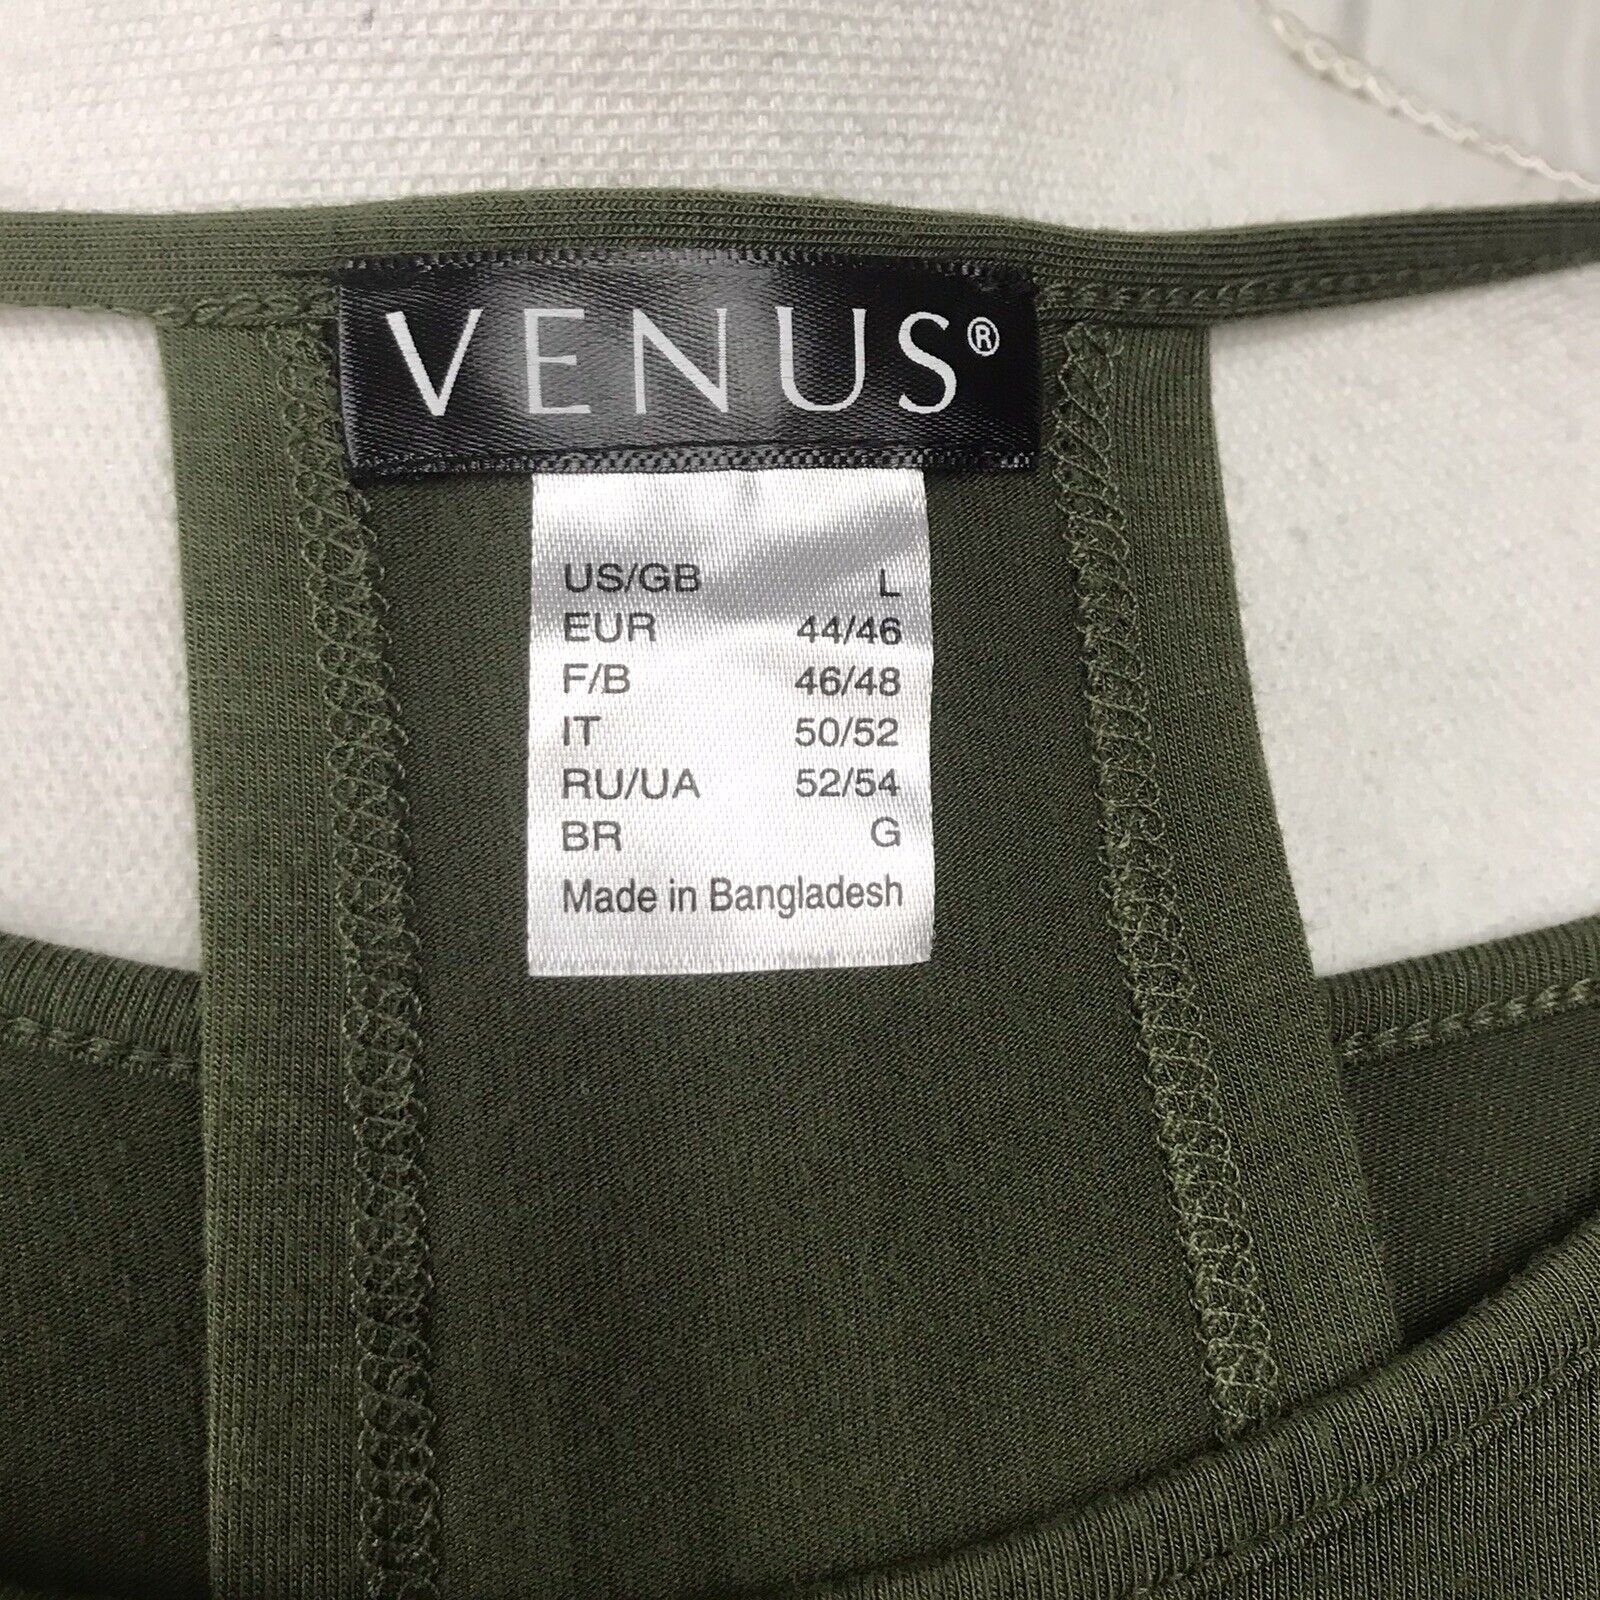 VENUS®
US/GB L
EUR 44/46
F/B 46/48
IT 50/52
RU/UA 52/54
BR G
Made in Bangladesh